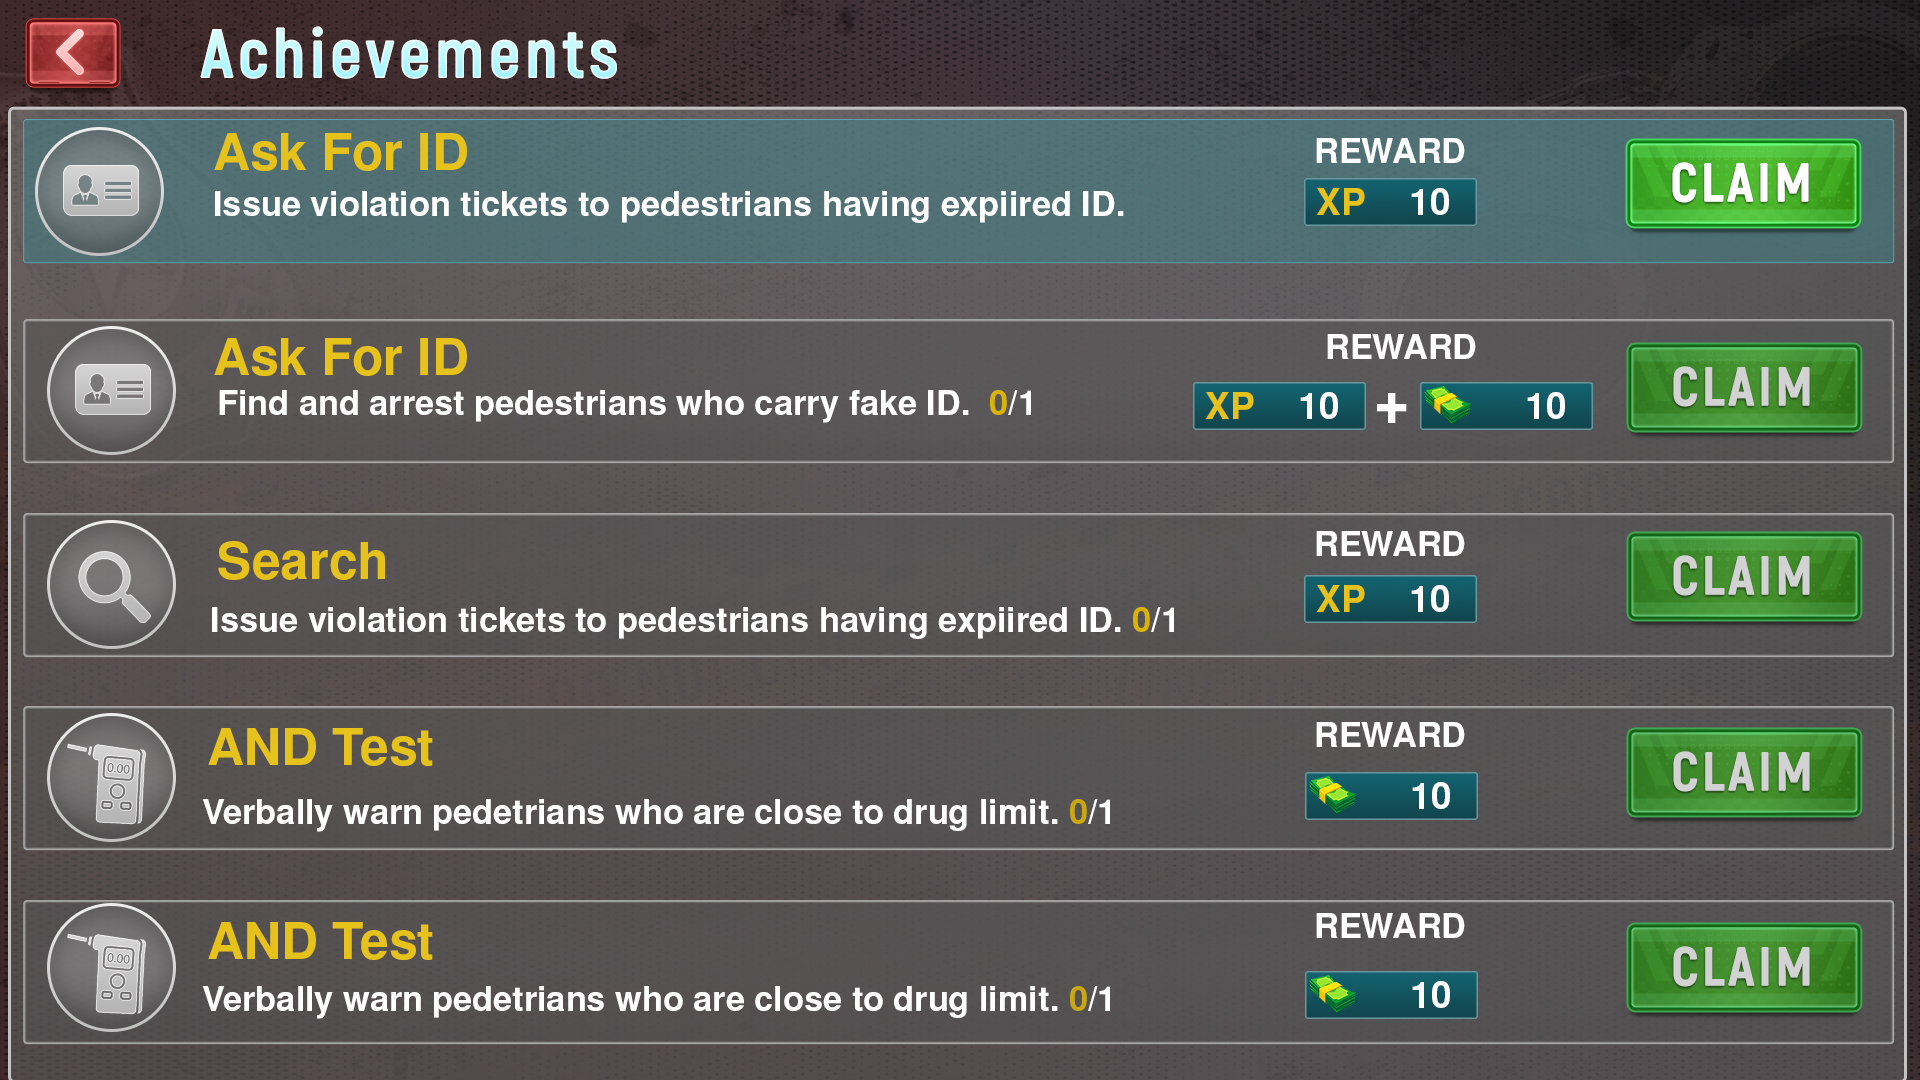 Achievements
Ask For ID
Issue violation tickets to pedestrians having expiired ID.
REWARD
XP 10
CLAIM
Ask For ID
Find and arrest pedestrians who carry fake ID. 0/1
REWARD
XP 10 + 10
CLAIM
Search
Issue violation tickets to pedestrians having expiired ID. 0/1
REWARD
XP 10
CLAIM
0.00
AND Test
Verbally warn pedetrians who are close to drug limit. 0/1
REWARD
10
CLAIM
0.00
AND Test
Verbally warn pedetrians who are close to drug limit. 0/1
REWARD
10
CLAIM